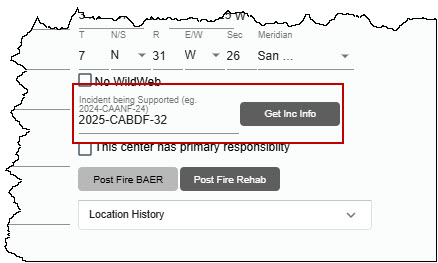 T N/S R E/W Sec Meridian
7 N 31 W 26 San ...
No WildWeb
Incident being Supported (eg.
2024-CAANF-24)
2025-CABDF-32
Get Inc Info
This center has primary responsibility
Post Fire BAER Post Fire Rehab
Location History